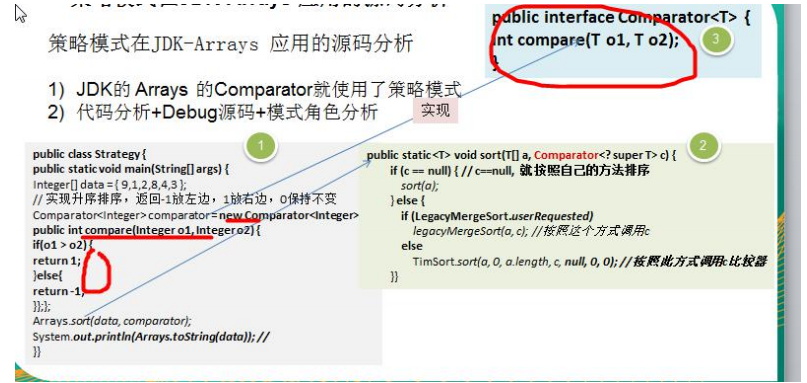 策略模式在JDK-Arrays 应用的源码分析
1) JDK的 Arrays 的Comparator就使用了策略模式
2) 代码分析+Debug源码+模式角色分析
实现
public interface Comparator<T> {
int compare(T o1, T o2);
}
3
1
public class Strategy {
public static void main(String[] args) {
Integer[] data = { 9,1,2,8,4,3 };
// 实现升序排序，返回-1放左边，1放右边，0保持不变
Comparator<Integer> comparator = new Comparator<Integer>
public int compare(Integer o1, Integer o2) {
if(o1 > o2) {
return 1;
}else{
return -1;
}};};
Arrays.sort(data, comparator);
System.out.println(Arrays.toString(data)); //
}}
2
public static <T> void sort(T[] a, Comparator<? super T> c) {
if (c == null) { // c==null, 就按照自己的方法排序
sort(a);
} else {
if (LegacyMergeSort.userRequested)
legacyMergeSort(a, c); //按照这个方式调用c
else
TimSort.sort(a, 0, a.length, c, null, 0, 0); //按照此方式调用c比较器
}}